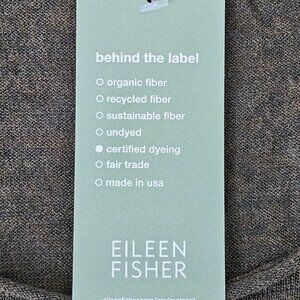 behind the label
organic fiber
recycled fiber
sustainable fiber
undyed
certified dyeing
fair trade
made in usa
EILEEN
FISHER